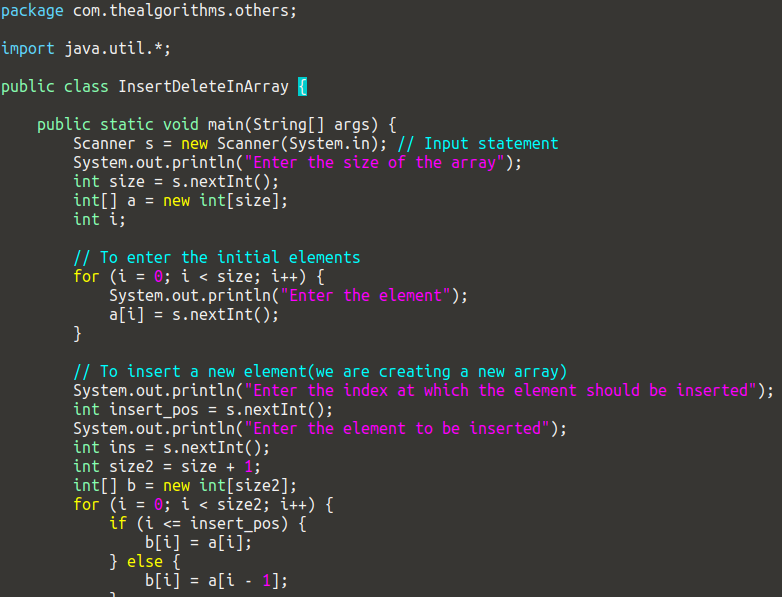 package com.thealgorithms.others;
import java.util.*;
public class InsertDeleteInArray {
public static void main(String[] args) {
Scanner s = new Scanner(System.in); // Input statement
System.out.println("Enter the size of the array");
int size = s.nextInt();
int[] a = new int[size];
int i;
// To enter the initial elements
for (i = 0; i < size; i++) {
System.out.println("Enter the element");
a[i] = s.nextInt();
}
// To insert a new element(we are creating a new array)
System.out.println("Enter the index at which the element should be inserted");
int insert_pos = s.nextInt();
System.out.println("Enter the element to be inserted");
int ins = s.nextInt();
int size2 = size + 1;
int[] b = new int[size2];
for (i = 0; i < size2; i++) {
if (i <= insert_pos) {
b[i] = a[i];
} else {
b[i] = a[i - 1];